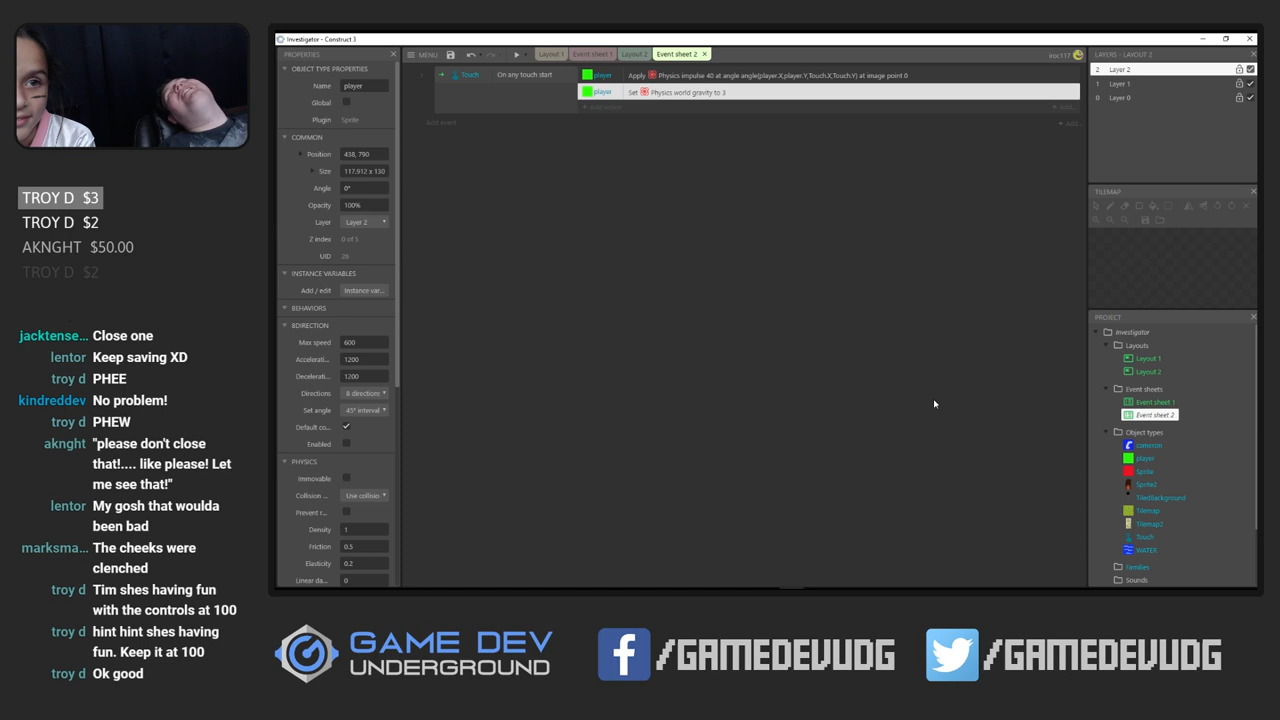 Investigator - Construct 3
PROPERTIES
MENU
Layout 1
Event sheet 1
Layout 2
Event sheet 2
iroc117
LAYERS - LAYOUT 2
OBJECT TYPE PROPERTIES
Name player
Global
Plugin Sprite
COMMON
Position 438, 790
Size 117.912 x 130
Angle 0°
Opacity 100%
Layer Layer 2
Z index 0 of 5
UID 26
INSTANCE VARIABLES
Add / edit Instance var...
BEHAVIORS
8DIRECTION
Max speed 600
Accelerati... 1200
Decelerati... 1200
Directions 8 direction:
Set angle 45° interval
Default co...
Enabled
PHYSICS
Immovable
Collision ... Use collisio
Prevent r...
Density 1
Friction 0.5
Elasticity 0.2
Linear da... 0
1 Touch On any touch start player Apply Physics impulse 40 at angle angle(player.X,player.Y,Touch.X,Touch.Y) at image point 0
player Set Physics world gravity to 3
Add action Add...
Add event Add...
2 Layer 2
1 Layer 1
0 Layer 0
TILEMAP
PROJECT
Investigator
Layouts
Layout 1
Layout 2
Event sheets
Event sheet 1
Event sheet 2
Object types
cameron
player
Sprite
Sprite2
TiledBackground
Tilemap
Tilemap2
Touch
WATER
Families
Sounds
TROY D $3
TROY D $2
AKNGHT $50.00
TROY D $2
jacktense... Close one
lentor Keep saving XD
troy d PHEE
kindreddev No problem!
troy d PHEW
aknght "please don't close
that!.... like please! Let
me see that!"
lentor My gosh that woulda
been bad
marksma... The cheeks were
clenched
troy d Tim shes having fun
with the controls at 100
troy d hint hint shes having
fun. Keep it at 100
troy d Ok good
GAME DEV
UNDERGROUND
/GAMEDEVUDG
/GAMEDEVUDG